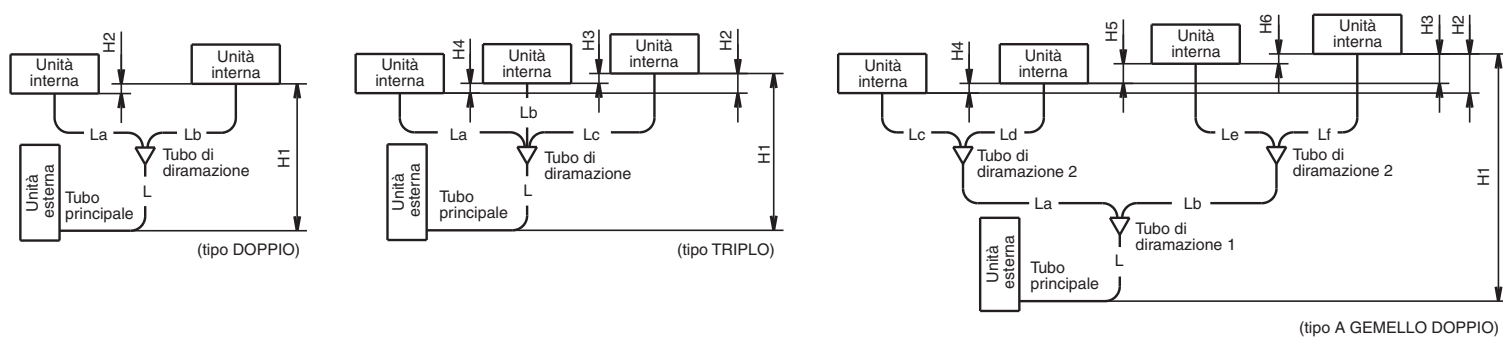 H2
Unità
interna
Unità
interna
La
Lb
Tubo di
diramazione
H1
Unità
esterna
Tubo
principale
L
(tipo DOPPIO)
H4
H3
H2
Unità
interna
Unità
interna
Unità
interna
Lb
La
Lc
Tubo di
diramazione
H1
Unità
esterna
Tubo
principale
L
(tipo TRIPLO)
H4
H5
H6
H3
H2
Unità
interna
Unità
interna
Unità
interna
Unità
interna
Lc
Ld
Le
Lf
Tubo di
diramazione 2
Tubo di
diramazione 2
H1
La
Lb
Tubo di
diramazione 1
Unità
esterna
Tubo
principale
L
(tipo A GEMELLO DOPPIO)